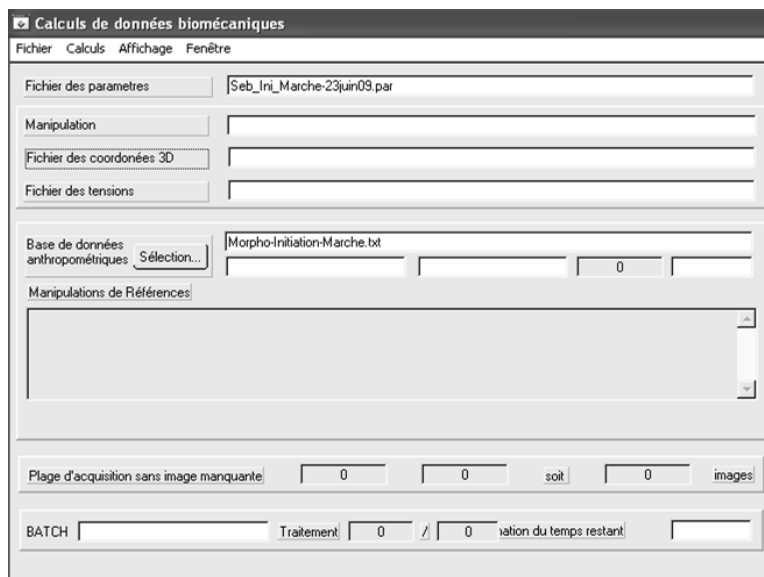 Calculs de données biomécaniques
Fichier Calculs Affichage Fenêtre
Fichier des parametres Seb_Ini_Marche-23juin09.par
Manipulation
Fichier des coordonées 3D
Fichier des tensions
Base de données anthropométriques Sélection... Morpho-Initiation-Marche.txt
0
Manipulations de Références
Plage d'acquisition sans image manquante 0 0 soit 0 images
BATCH Traitement 0 / 0 du temps restant